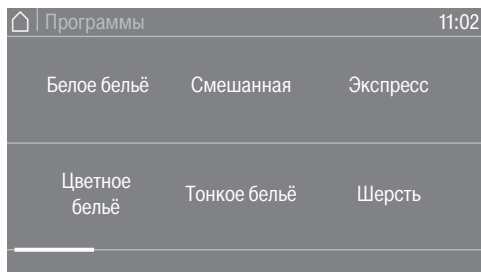 Программы 11:02
Белое бельё Смешанная Экспресс
Цветное
бельё Тонкое бельё Шерсть